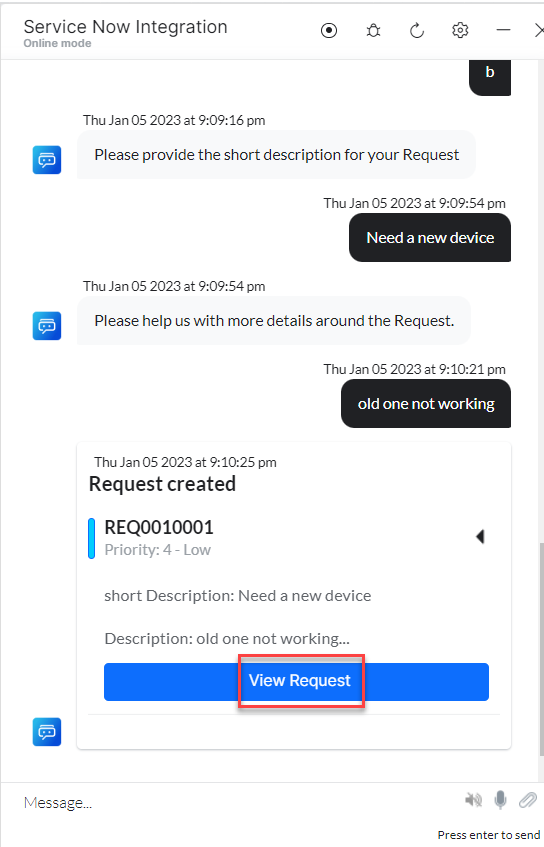 Service Now Integration
Online mode
b
Thu Jan 05 2023 at 9:09:16 pm
Please provide the short description for your Request
Thu Jan 05 2023 at 9:09:54 pm
Need a new device
Thu Jan 05 2023 at 9:09:54 pm
Please help us with more details around the Request.
Thu Jan 05 2023 at 9:10:21 pm
old one not working
Thu Jan 05 2023 at 9:10:25 pm
Request created
REQ0010001
Priority: 4 - Low
short Description: Need a new device
Description: old one not working...
View Request
Message...
Press enter to send